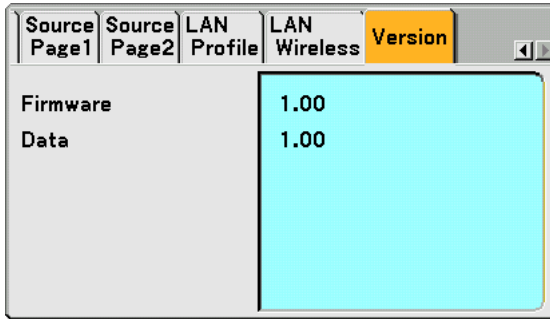 Source Source LAN LAN Version
Page1 Page2 Profile Wireless
Firmware 1.00
Data 1.00